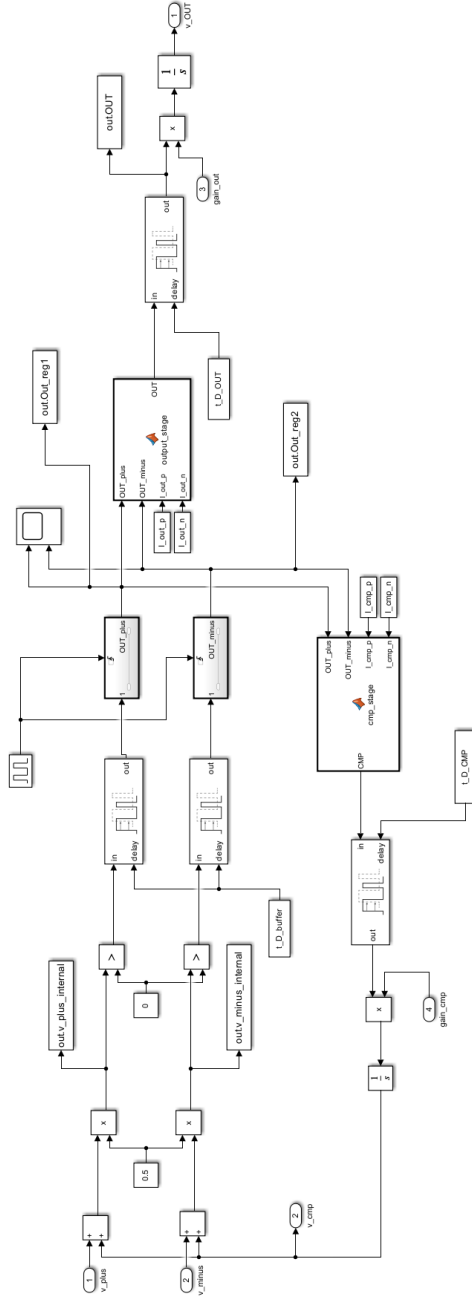 1
v_plus
2
v_minus
+
+
+
+
0.5
x
x
out.v_plus_internal
out.v_minus_internal
0
>
>
t_D_buffer
in
delay
out
in
delay
out
1
OUT_plus
1
OUT_minus
out.Out_reg1
out.Out_reg2
OUT_plus
OUT_minus
I_out_p
I_out_n
I_out_p
I_out_n
output_stage
OUT
t_D_OUT
in
delay
out
out.OUT
3
gain_out
x
1
s
1
v_OUT
OUT_plus
OUT_minus
I_cmp_p
I_cmp_n
I_cmp_p
I_cmp_n
cmp_stage
CMP
t_D_CMP
in
delay
out
4
gain_cmp
x
1
s
2
v_cmp